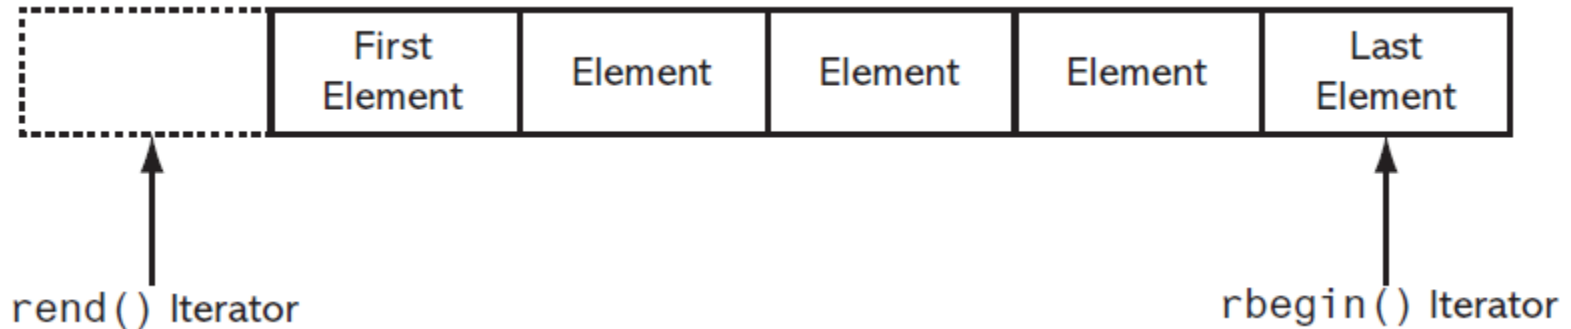 First
Element
Element
Element
Element
Last
Element
rend() Iterator
rbegin() Iterator